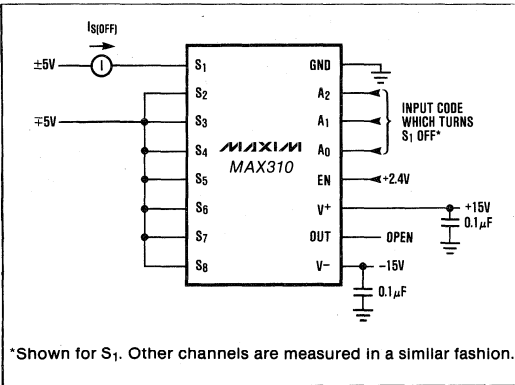 IS(OFF)
±5V
I
S1
GND
S2
A2
∓5V
S3
A1
S4
MAXIM
A0
MAX310
INPUT CODE
WHICH TURNS
S1 OFF*
S5
EN
+2.4V
S6
V+
+15V
0.1µF
S7
OUT
OPEN
S8
V−
−15V
0.1µF
*Shown for S1. Other channels are measured in a similar fashion.